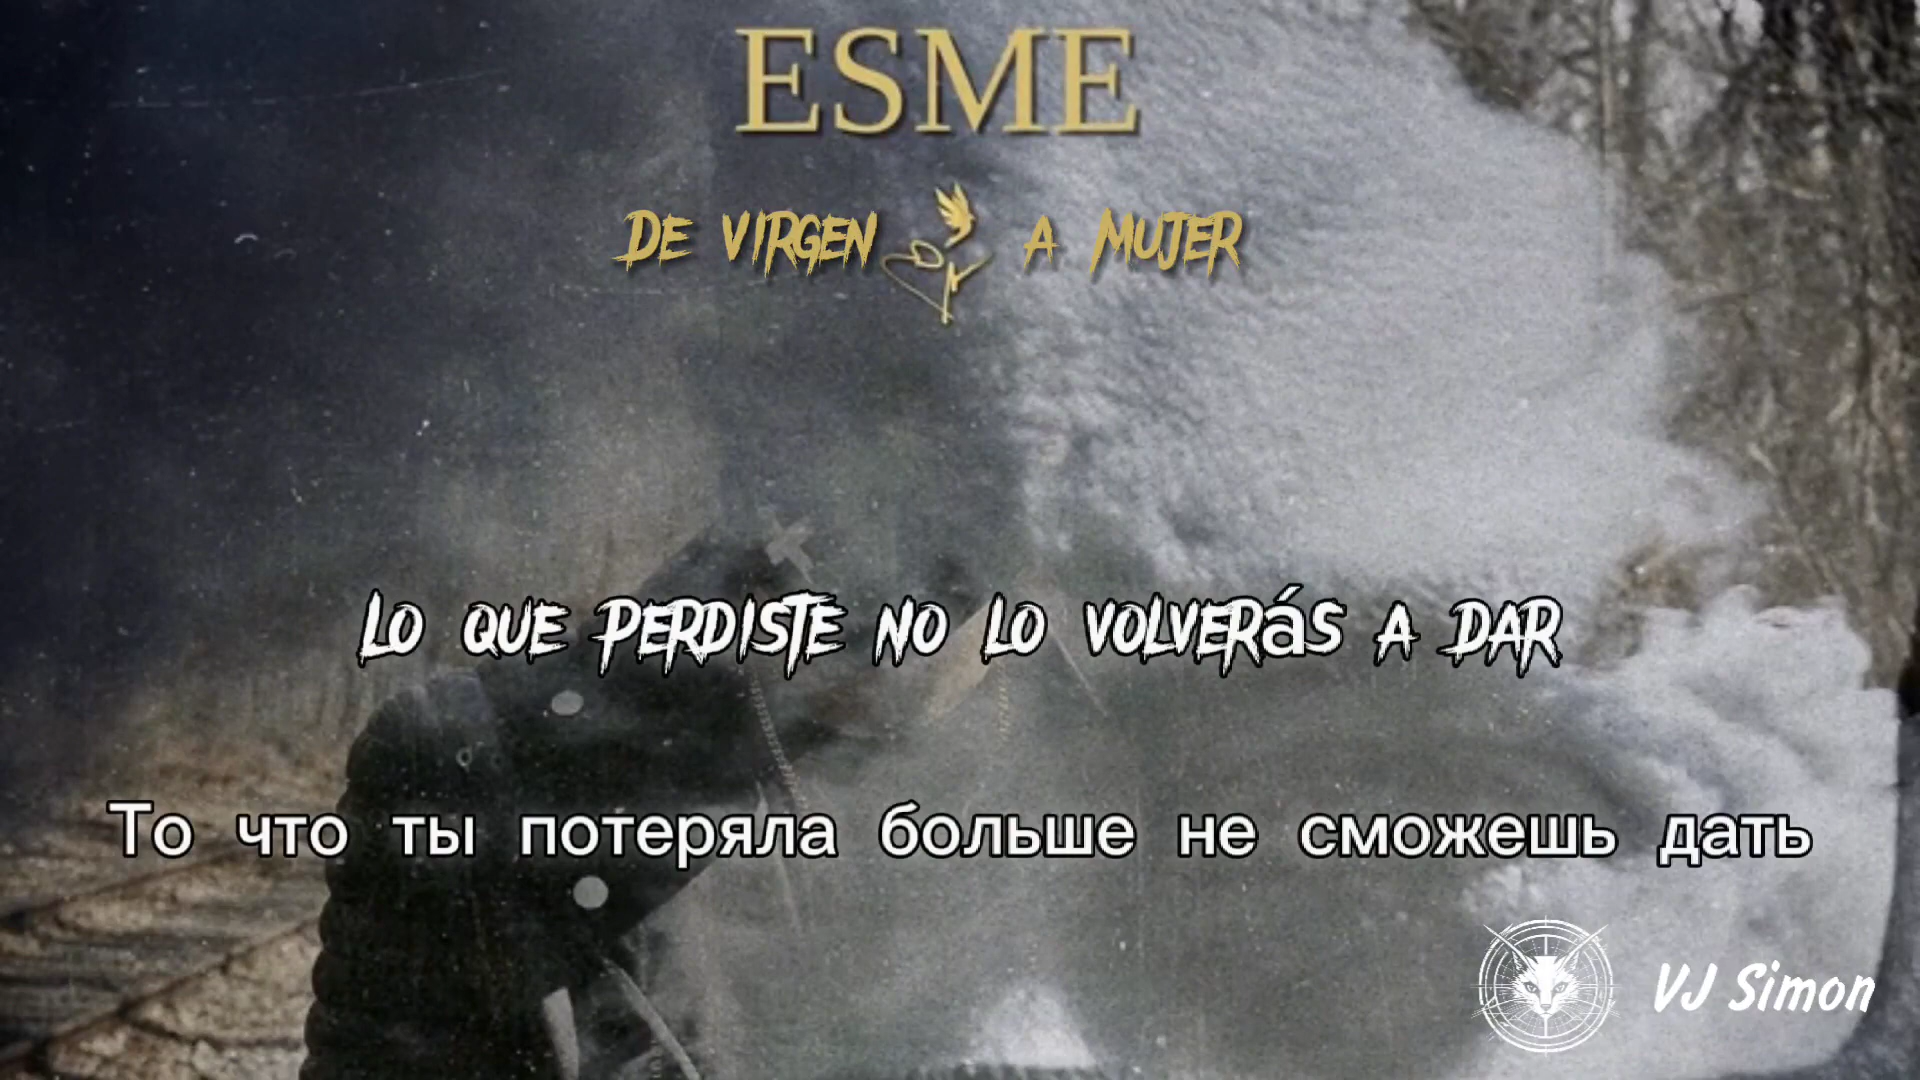 ESME
DE VIRGEN A MUJER
LO QUE PERDISTE NO LO VOLVERÁS A DAR
То что ты потеряла больше не сможешь дать
VJ Simon